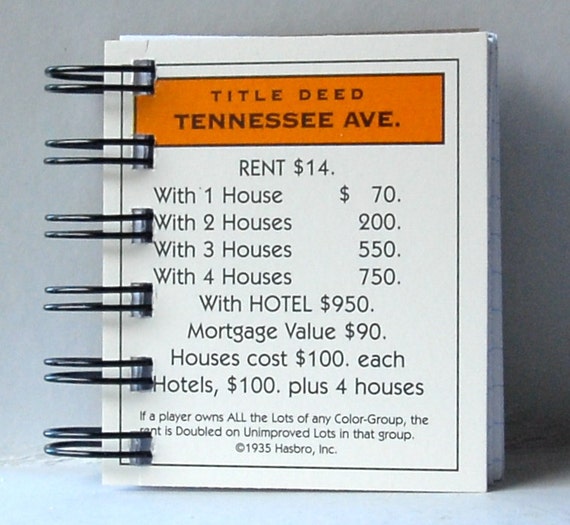 TITLE DEED
TENNESSEE AVE.
RENT $14.
With 1 House $ 70.
With 2 Houses 200.
With 3 Houses 550.
With 4 Houses 750.
With HOTEL $950.
Mortgage Value $90.
Houses cost $100. each
Hotels, $100. plus 4 houses
If a player owns ALL the Lots of any Color-Group, the
rent is Doubled on Unimproved Lots in that group.
©1935 Hasbro, Inc.